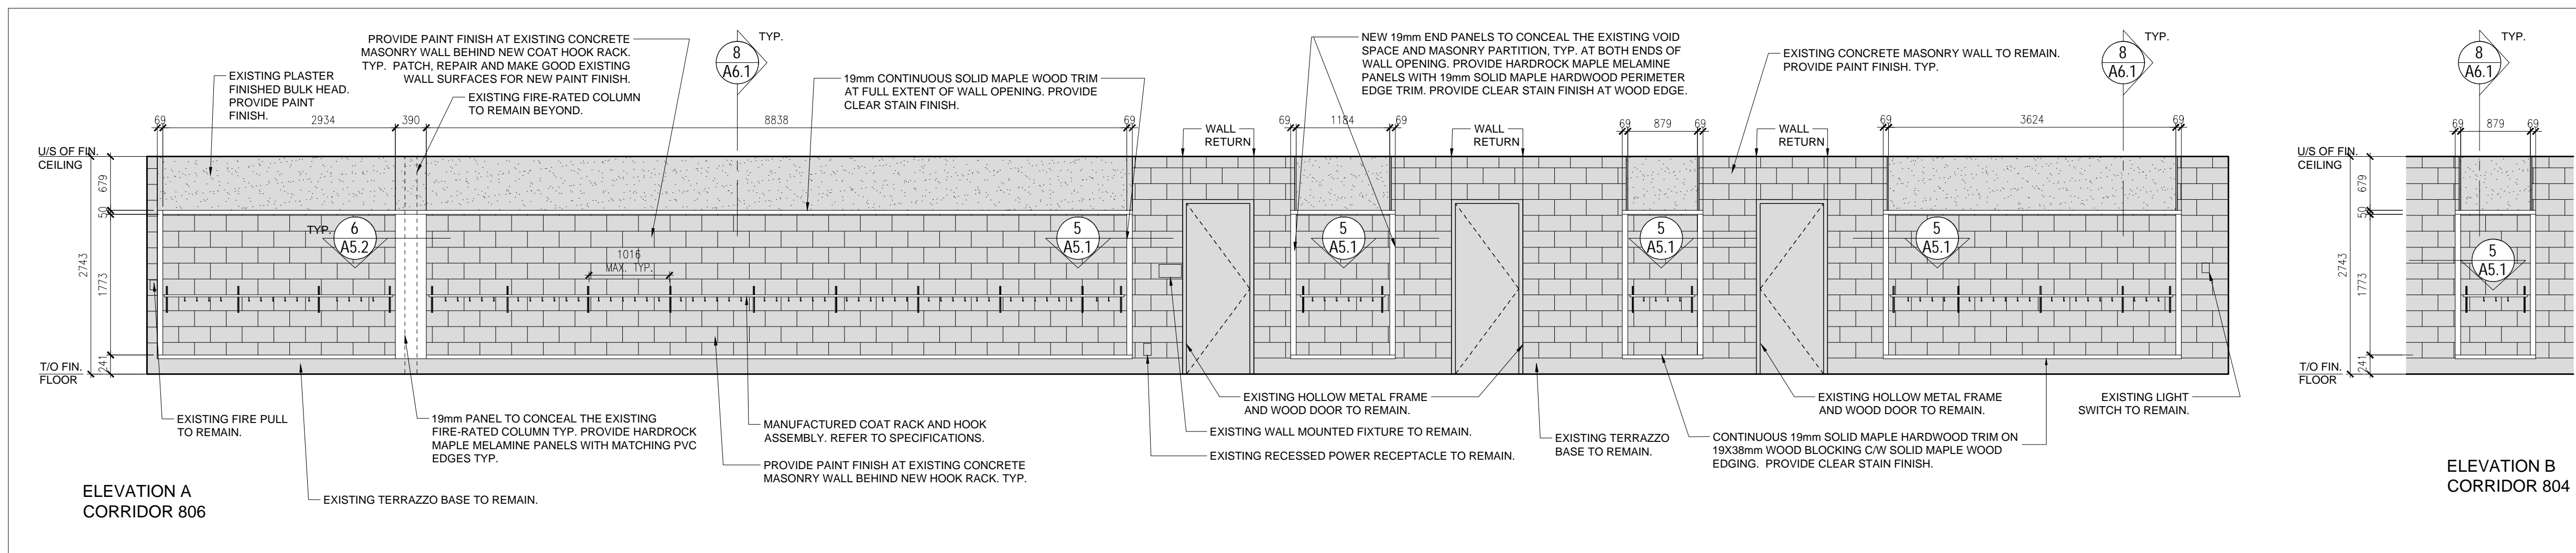 PROVIDE PAINT FINISH AT EXISTING CONCRETE
MASONRY WALL BEHIND NEW COAT HOOK RACK.
TYP. PATCH, REPAIR AND MAKE GOOD EXISTING
WALL SURFACES FOR NEW PAINT FINISH.
EXISTING PLASTER
FINISHED BULK HEAD.
PROVIDE PAINT
FINISH.
EXISTING FIRE-RATED COLUMN
TO REMAIN BEYOND.
8
A6.1
TYP.
19mm CONTINUOUS SOLID MAPLE WOOD TRIM
AT FULL EXTENT OF WALL OPENING. PROVIDE
CLEAR STAIN FINISH.
NEW 19mm END PANELS TO CONCEAL THE EXISTING VOID
SPACE AND MASONRY PARTITION, TYP. AT BOTH ENDS OF
WALL OPENING. PROVIDE HARDROCK MAPLE MELAMINE
PANELS WITH 19mm SOLID MAPLE HARDWOOD PERIMETER
EDGE TRIM. PROVIDE CLEAR STAIN FINISH AT WOOD EDGE.
EXISTING CONCRETE MASONRY WALL TO REMAIN.
PROVIDE PAINT FINISH. TYP.
8
A6.1
TYP.
8
A6.1
TYP.
69
2934
390
8838
69
WALL
RETURN
69
1184
69
WALL
RETURN
69
879
69
WALL
RETURN
69
3624
69
69
879
69
U/S OF FIN.
CEILING
679
50
2743
1773
241
T/O FIN.
FLOOR
TYP.
6
A5.2
1016
MAX. TYP.
5
A5.1
5
A5.1
5
A5.1
5
A5.1
U/S OF FIN.
CEILING
679
50
2743
1773
241
T/O FIN.
FLOOR
5
A5.1
EXISTING FIRE PULL
TO REMAIN.
19mm PANEL TO CONCEAL THE EXISTING
FIRE-RATED COLUMN TYP. PROVIDE HARDROCK
MAPLE MELAMINE PANELS WITH MATCHING PVC
EDGES TYP.
MANUFACTURED COAT RACK AND HOOK
ASSEMBLY. REFER TO SPECIFICATIONS.
PROVIDE PAINT FINISH AT EXISTING CONCRETE
MASONRY WALL BEHIND NEW HOOK RACK. TYP.
EXISTING TERRAZZO BASE TO REMAIN.
EXISTING HOLLOW METAL FRAME
AND WOOD DOOR TO REMAIN.
EXISTING WALL MOUNTED FIXTURE TO REMAIN.
EXISTING RECESSED POWER RECEPTACLE TO REMAIN.
EXISTING TERRAZZO
BASE TO REMAIN.
EXISTING HOLLOW METAL FRAME
AND WOOD DOOR TO REMAIN.
CONTINUOUS 19mm SOLID MAPLE HARDWOOD TRIM ON
19X38mm WOOD BLOCKING C/W SOLID MAPLE WOOD
EDGING. PROVIDE CLEAR STAIN FINISH.
EXISTING LIGHT
SWITCH TO REMAIN.
ELEVATION A
CORRIDOR 806
ELEVATION B
CORRIDOR 804